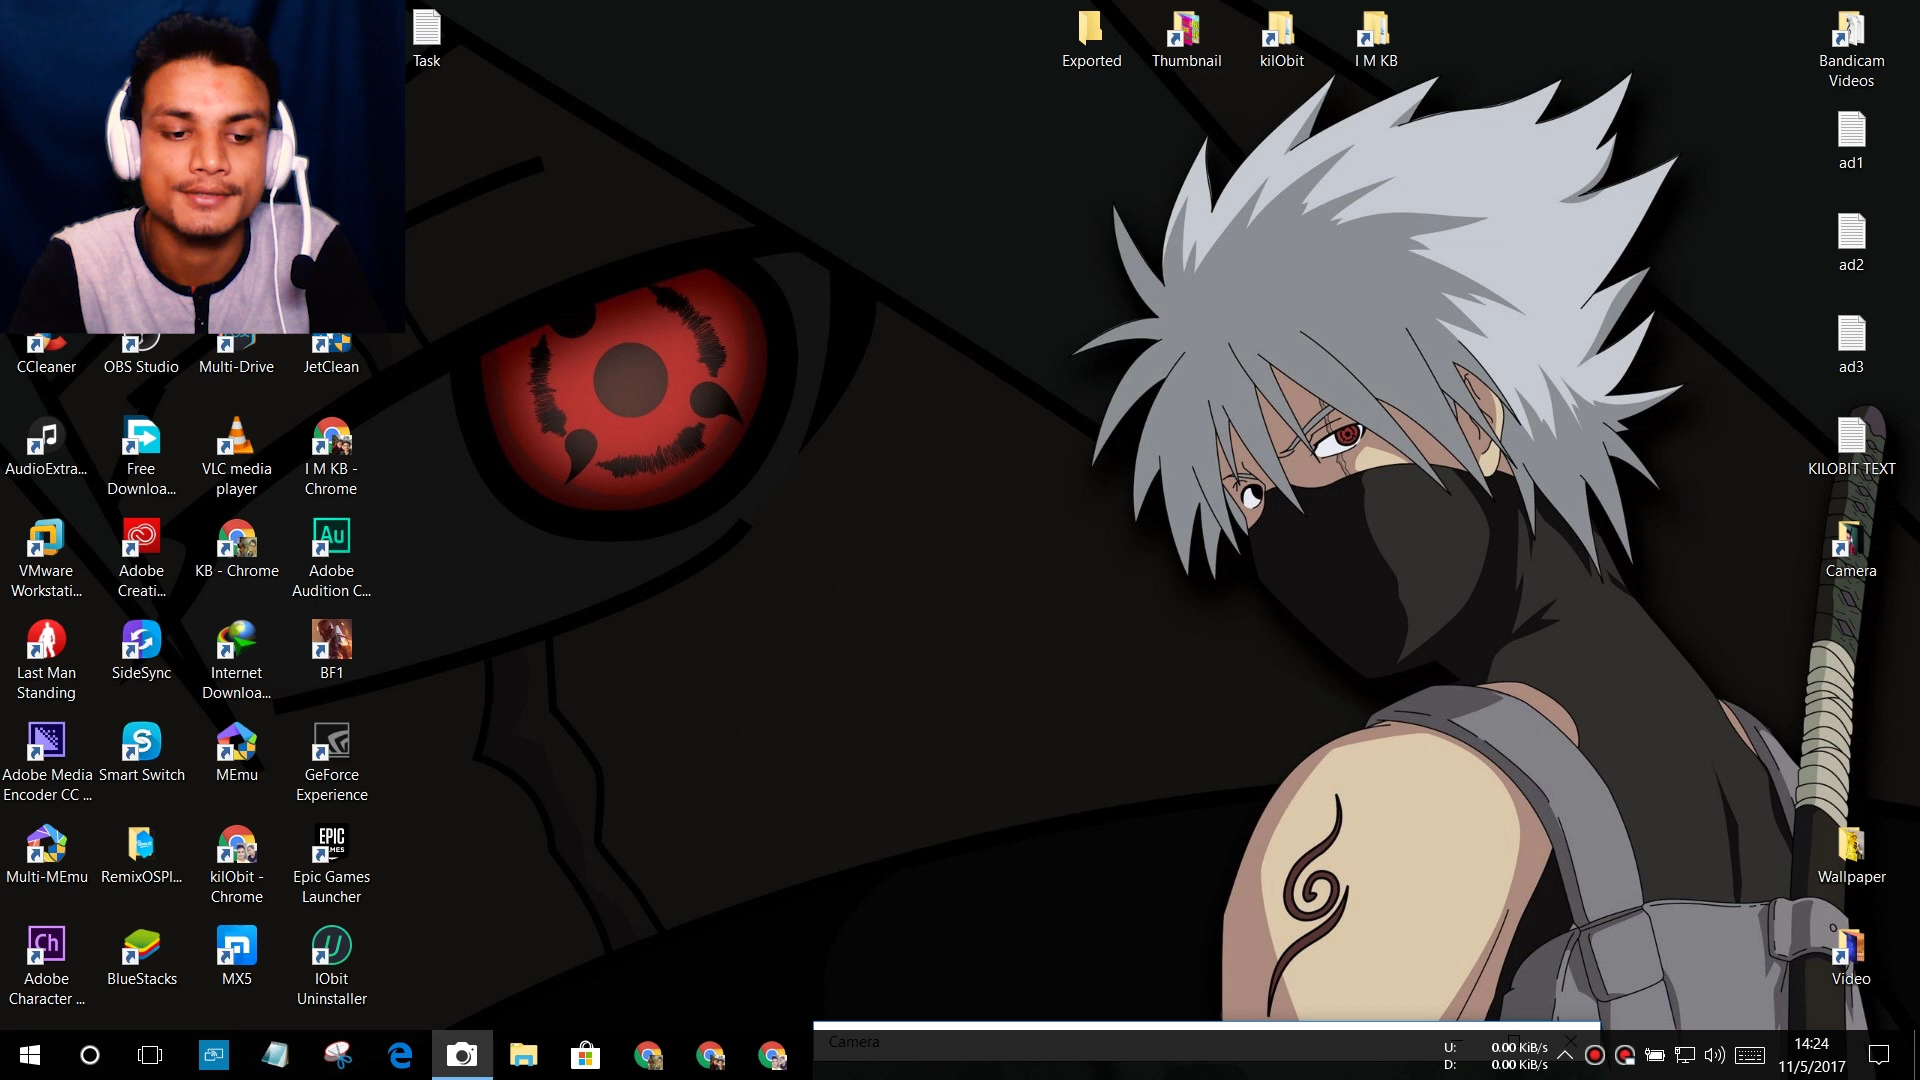 Task
Exported
Thumbnail
kilObit
I M KB
Bandicam
Videos
ad1
ad2
ad3
KILOBIT TEXT
Camera
Wallpaper
Video
CCleaner
OBS Studio
Multi-Drive
JetClean
AudioExtra...
Free
Downloa...
VLC media
player
I M KB -
Chrome
VMware
Workstati...
Adobe
Creati...
KB - Chrome
Au
Adobe
Audition C...
Last Man
Standing
SideSync
Internet
Downloa...
BF1
Adobe Media
Encoder CC ...
S
Smart Switch
MEmu
GeForce
Experience
Multi-MEmu
RemixOSPl...
kilObit -
Chrome
EPIC
GAMES
Epic Games
Launcher
Ch
Adobe
Character ...
BlueStacks
MX5
IObit
Uninstaller
Camera
U: 0.00 KiB/s
D: 0.00 KiB/s
14:24
11/5/2017